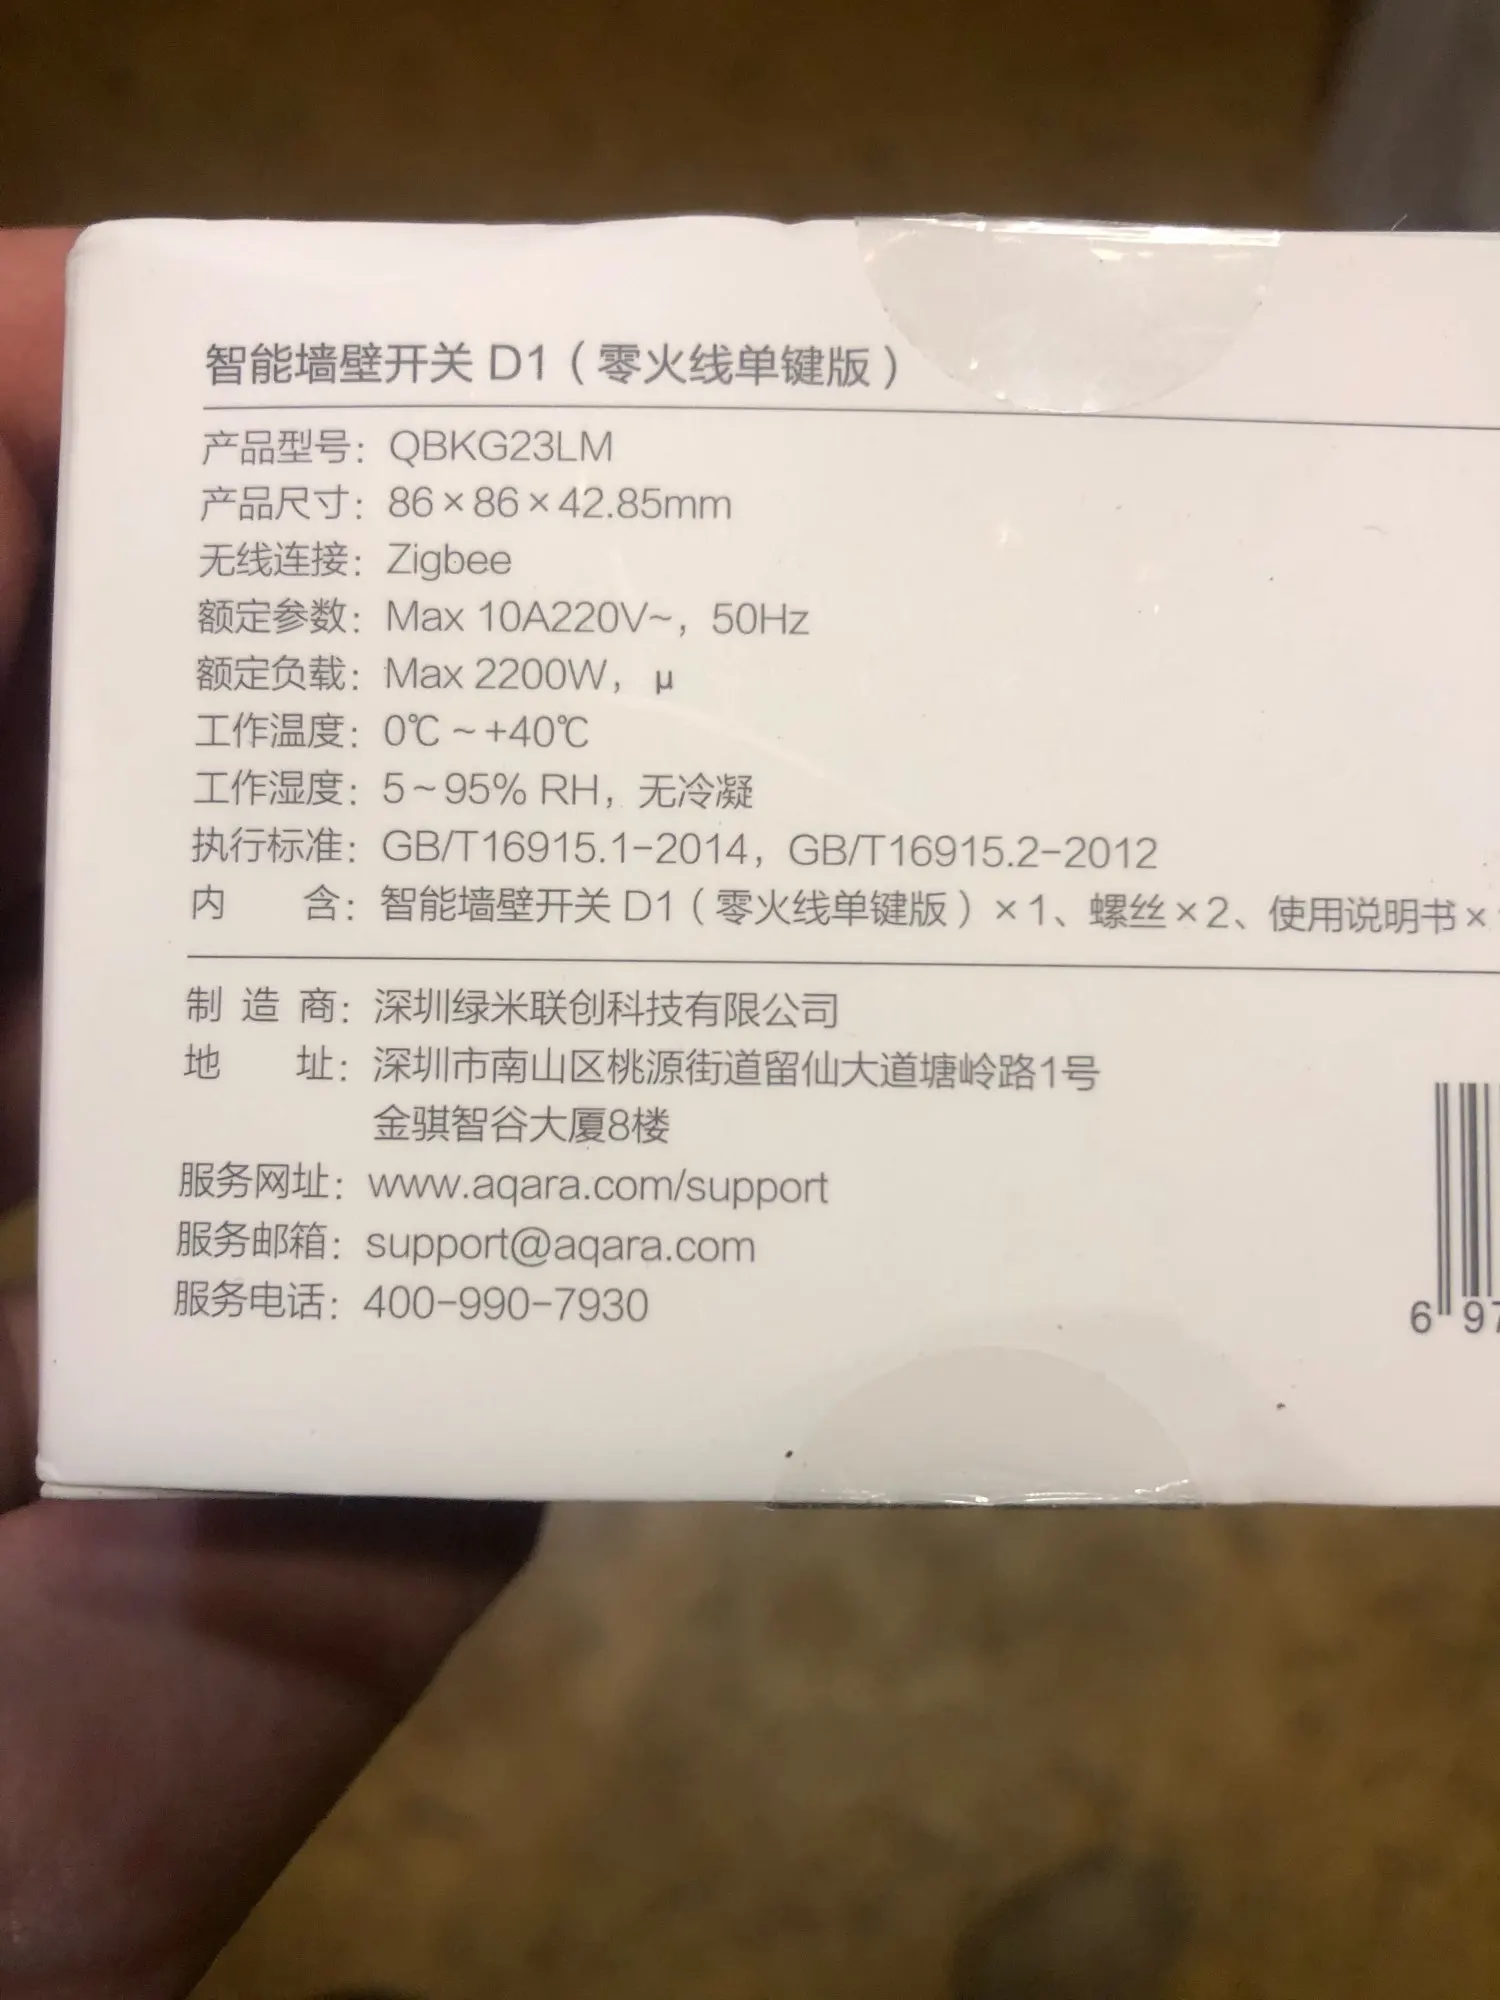 智能墙壁开关 D1（零火线单键版）
产品型号：QBKG23LM
产品尺寸：86×86×42.85mm
无线连接：Zigbee
额定参数：Max 10A220V~，50Hz
额定负载：Max 2200W，μ
工作温度：0℃~+40℃
工作湿度：5~95% RH，无冷凝
执行标准：GB/T16915.1-2014，GB/T16915.2-2012
内 含：智能墙壁开关 D1（零火线单键版）×1、螺丝×2、使用说明书×
制 造 商：深圳绿米联创科技有限公司
地 址：深圳市南山区桃源街道留仙大道塘岭路1号
金骐智谷大厦8楼
服务网址：www.aqara.com/support
服务邮箱：support@aqara.com
服务电话：400-990-7930
6 97